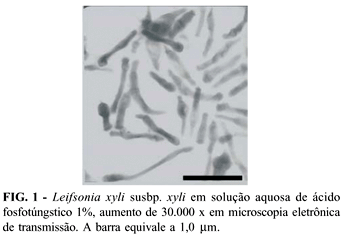 FIG. 1 - Leifsonia xyli susbp. xyli em solução aquosa de ácido
fosfotúngstico 1%, aumento de 30.000 x em microscopia eletrônica
de transmissão. A barra equivale a 1,0 μm.